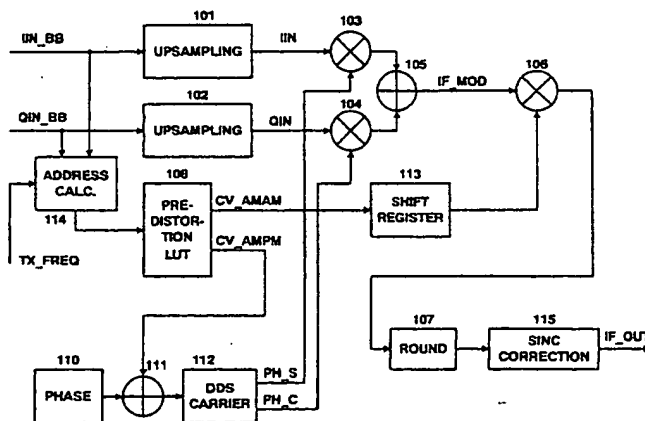 101
103
IIN_BB
UPSAMPLING
IIN
105
106
102
IF_MOD
QIN_BB
UPSAMPLING
QIN
104
108
113
ADDRESS
CALC.
PRE-
DISTOR-
TION
LUT
CV_AMAM
SHIFT
REGISTER
114
CV_AMPM
TX_FREQ
107
115
ROUND
SINC
CORRECTION
IF_OUT
110
111
112
PHASE
DDS
CARRIER
PH_S
PH_C